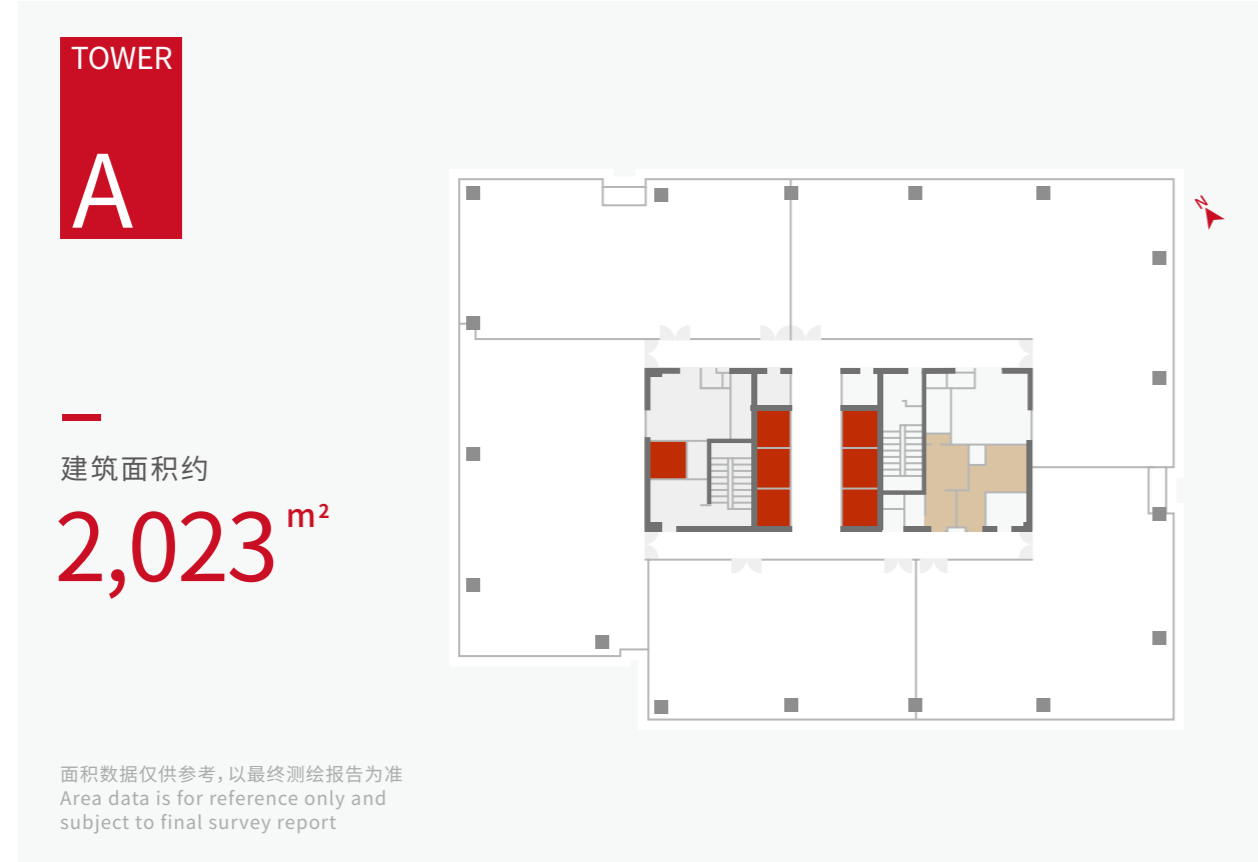 TOWER
A
N
建筑面积约
2,023 m²
面积数据仅供参考，以最终测绘报告为准
Area data is for reference only and
subject to final survey report